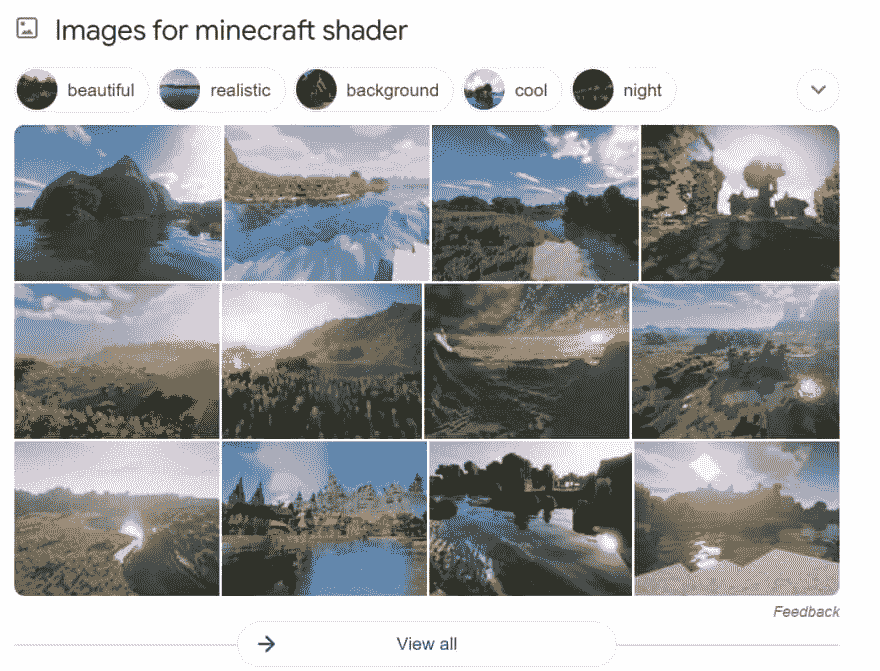 Images for minecraft shader
beautiful realistic background cool night
Feedback
View all